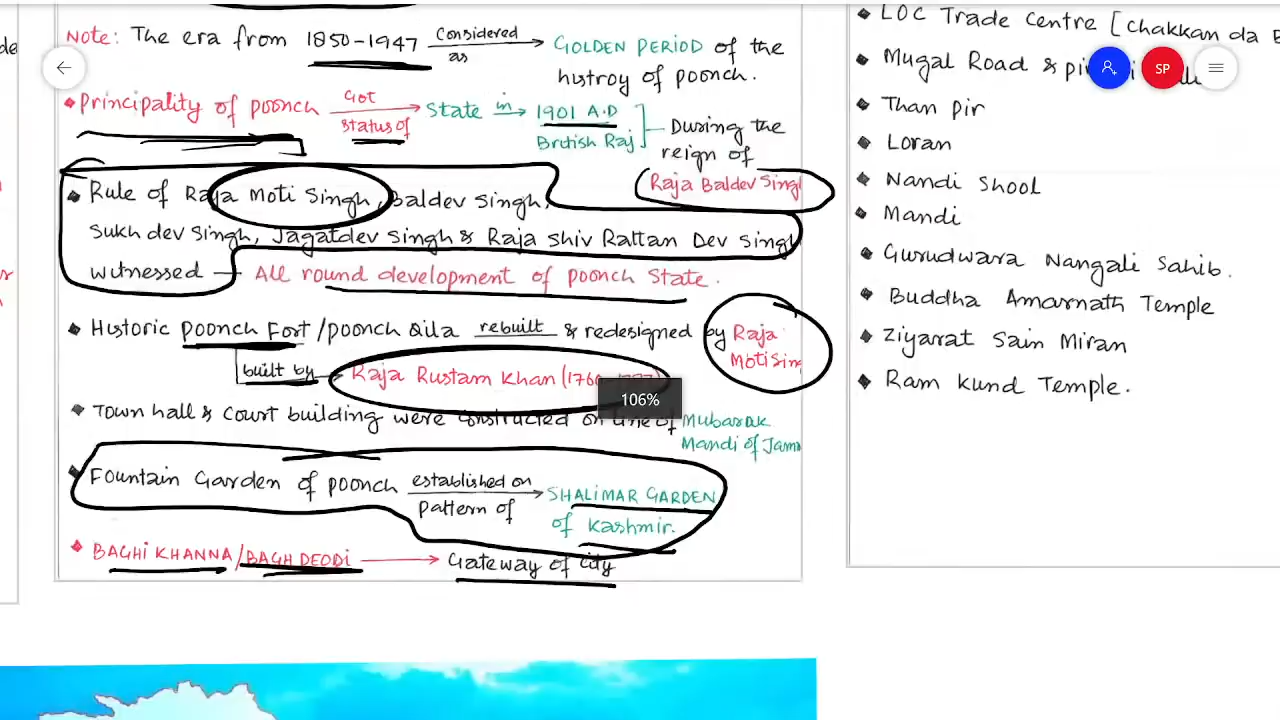 Note: The era from 1850-1947 Considered as GOLDEN PERIOD of the
histroy of poonch.
Principality of poonch Got status of State in 1901 A.D
British Raj
During the
reign of
Raja Baldev Singh
Rule of Raja Moti Singh, Baldev Singh,
Sukh dev Singh, Jagatdev Singh & Raja Shiv Rattan Dev Singh
witnessed – All round development of Poonch State.
Historic Poonch Fort /poonch Qila rebuilt & redesigned by Raja
Moti Sin
built by Raja Rustam Khan (1760
106%
Town hall & Court building were constructed on line of Mubarak
Mandi of Jam
Fountain Garden of poonch established on pattern of SHALIMAR GARDEN
of Kashmir.
BAGHI KHANNA/BAGH DEODI Gateway of City
LOC Trade Centre [Chakkan da B
Mugal Road &
SP
Than pir
Loran
Nandi Shool
Mandi
Gurudwara Nangali Sahib.
Buddha Amarnath Temple
Ziyarat Sain Miran
Ram Kund Temple.